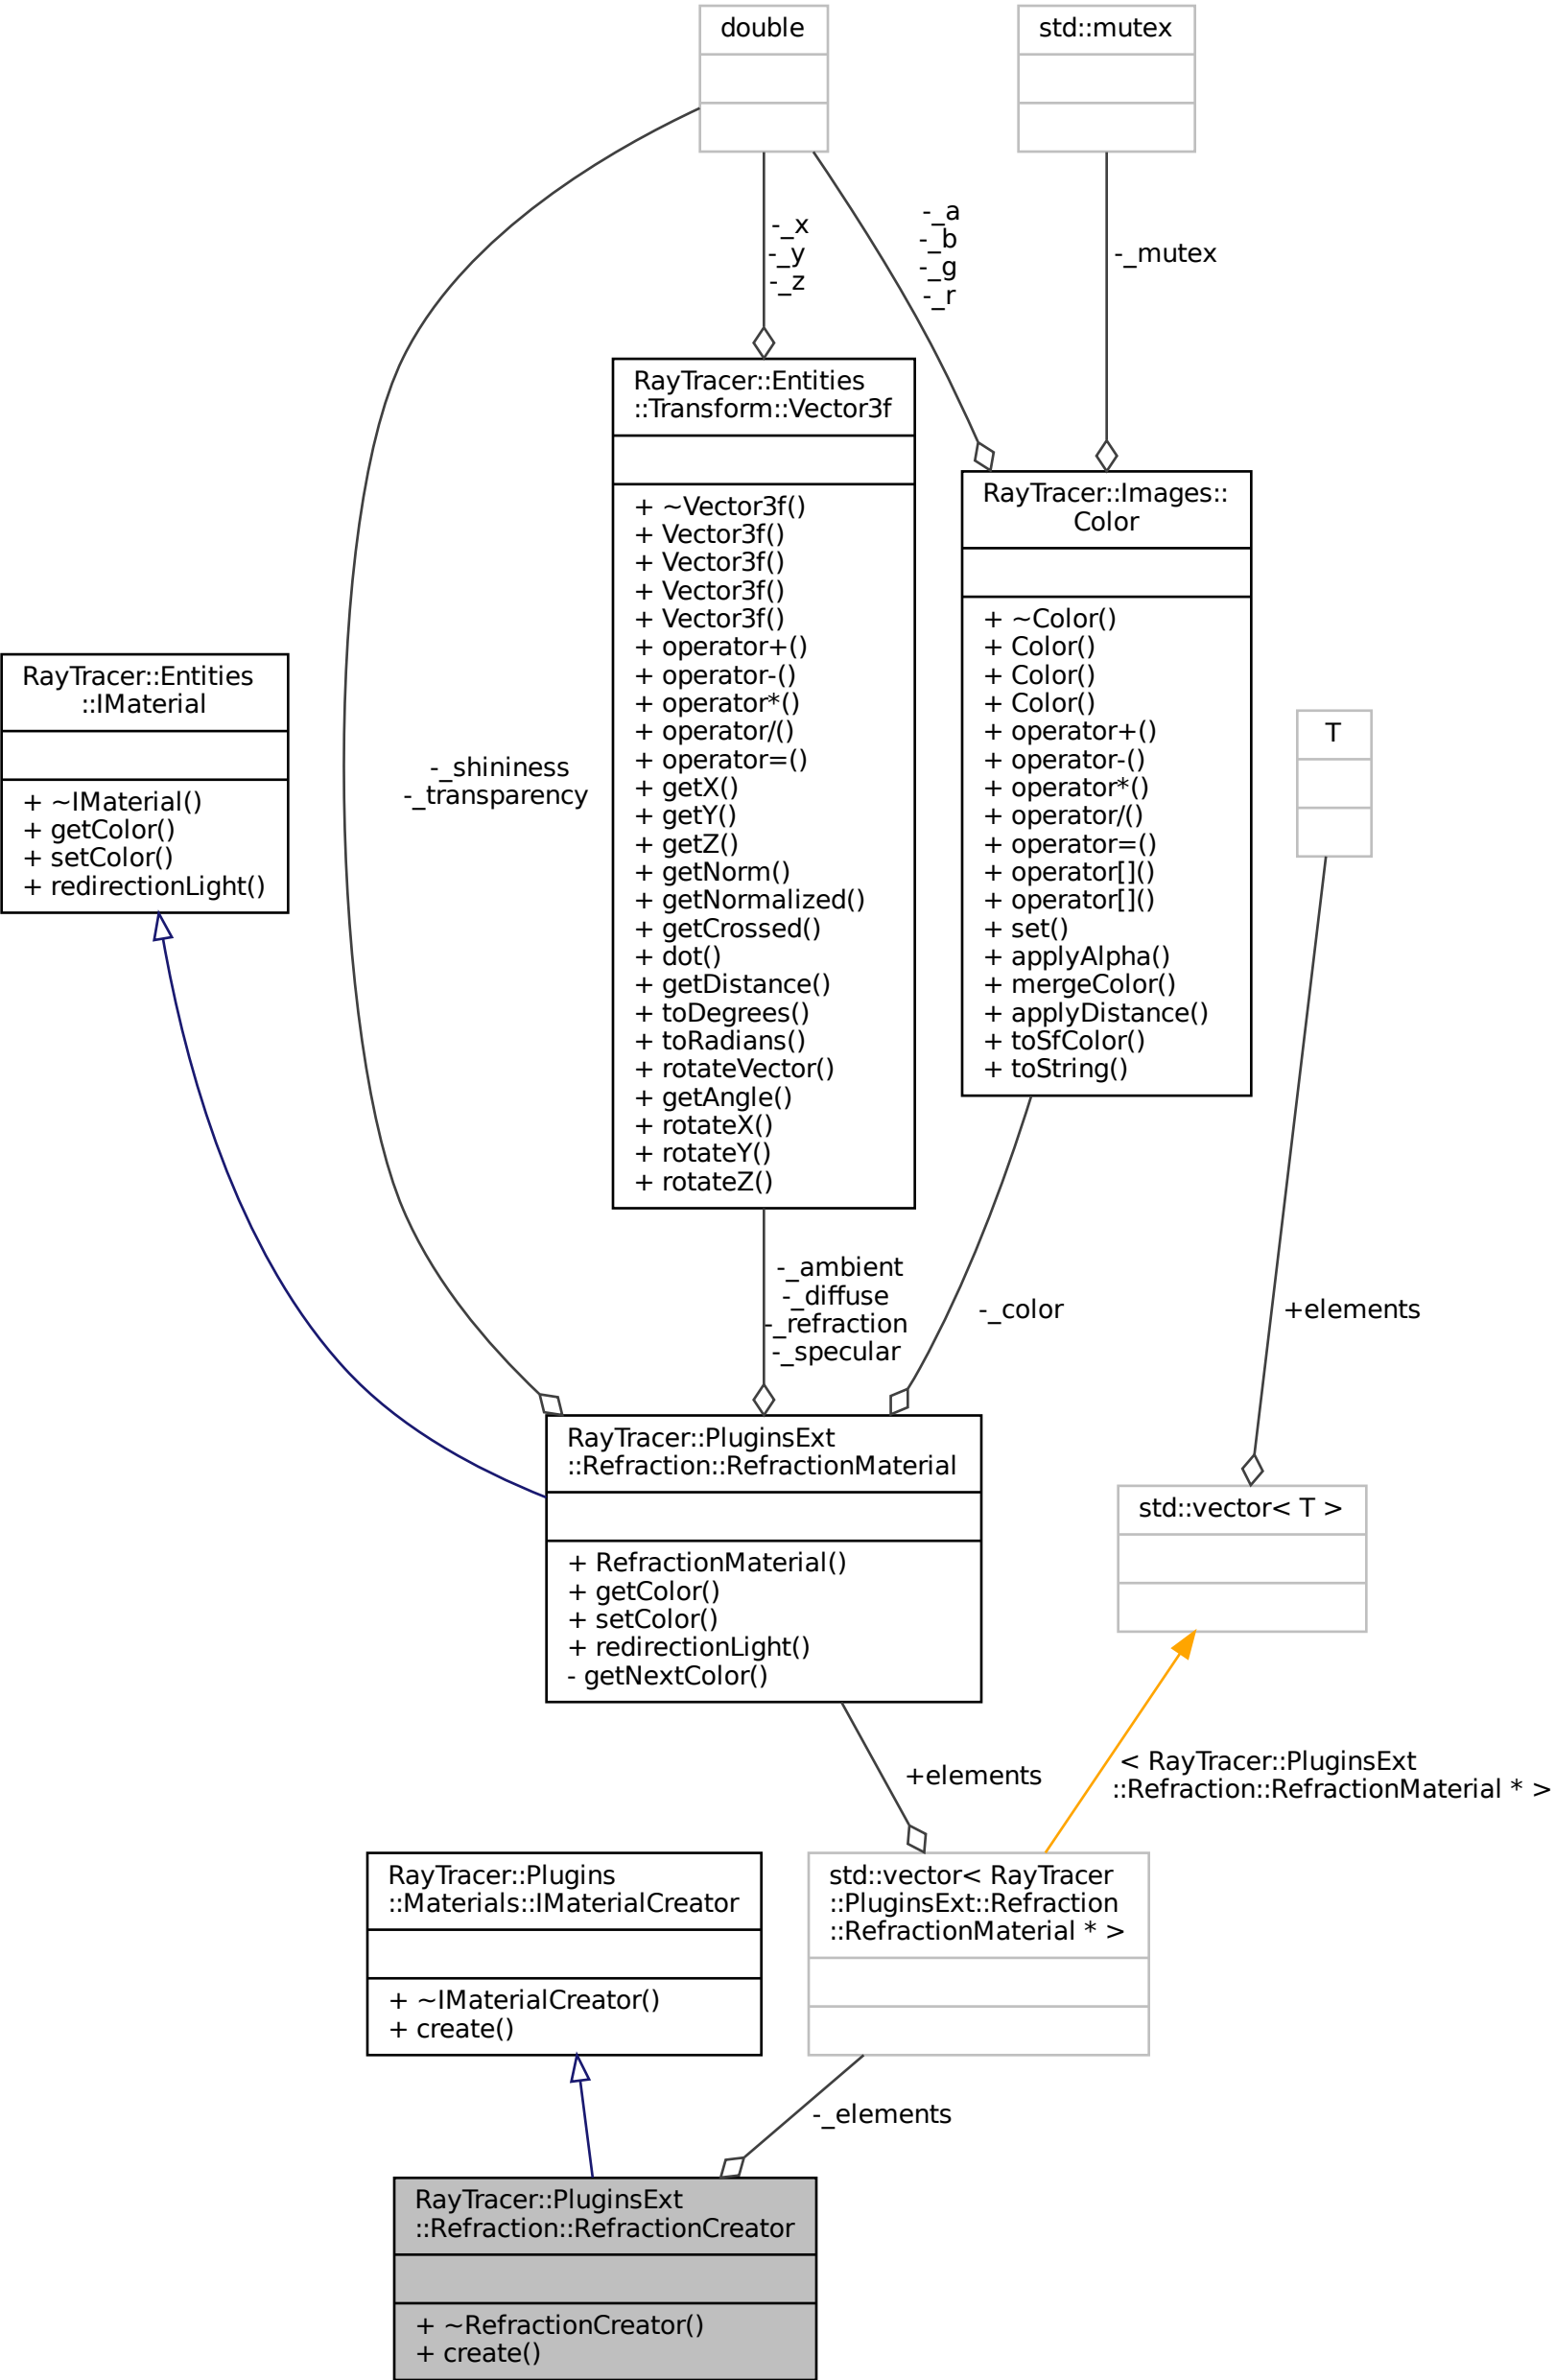 double
std::mutex
-_x
-_y
-_z
-_a
-_b
-_g
-_r
-_mutex
RayTracer::Entities
::Transform::Vector3f
+ ~Vector3f()
+ Vector3f()
+ Vector3f()
+ Vector3f()
+ Vector3f()
+ operator+()
+ operator-()
+ operator*()
+ operator/()
+ operator=()
+ getX()
+ getY()
+ getZ()
+ getNorm()
+ getNormalized()
+ getCrossed()
+ dot()
+ getDistance()
+ toDegrees()
+ toRadians()
+ rotateVector()
+ getAngle()
+ rotateX()
+ rotateY()
+ rotateZ()
RayTracer::Images::
Color
+ ~Color()
+ Color()
+ Color()
+ Color()
+ operator+()
+ operator-()
+ operator*()
+ operator/()
+ operator=()
+ operator[]()
+ operator[]()
+ set()
+ applyAlpha()
+ mergeColor()
+ applyDistance()
+ toSfColor()
+ toString()
RayTracer::Entities
::IMaterial
+ ~IMaterial()
+ getColor()
+ setColor()
+ redirectionLight()
-_shininess
-_transparency
T
-_ambient
-_diffuse
-_refraction
-_specular
-_color
+elements
RayTracer::PluginsExt
::Refraction::RefractionMaterial
+ RefractionMaterial()
+ getColor()
+ setColor()
+ redirectionLight()
- getNextColor()
std::vector< T >
+elements
< RayTracer::PluginsExt
::Refraction::RefractionMaterial * >
RayTracer::Plugins
::Materials::IMaterialCreator
+ ~IMaterialCreator()
+ create()
std::vector< RayTracer
::PluginsExt::Refraction
::RefractionMaterial * >
-_elements
RayTracer::PluginsExt
::Refraction::RefractionCreator
+ ~RefractionCreator()
+ create()